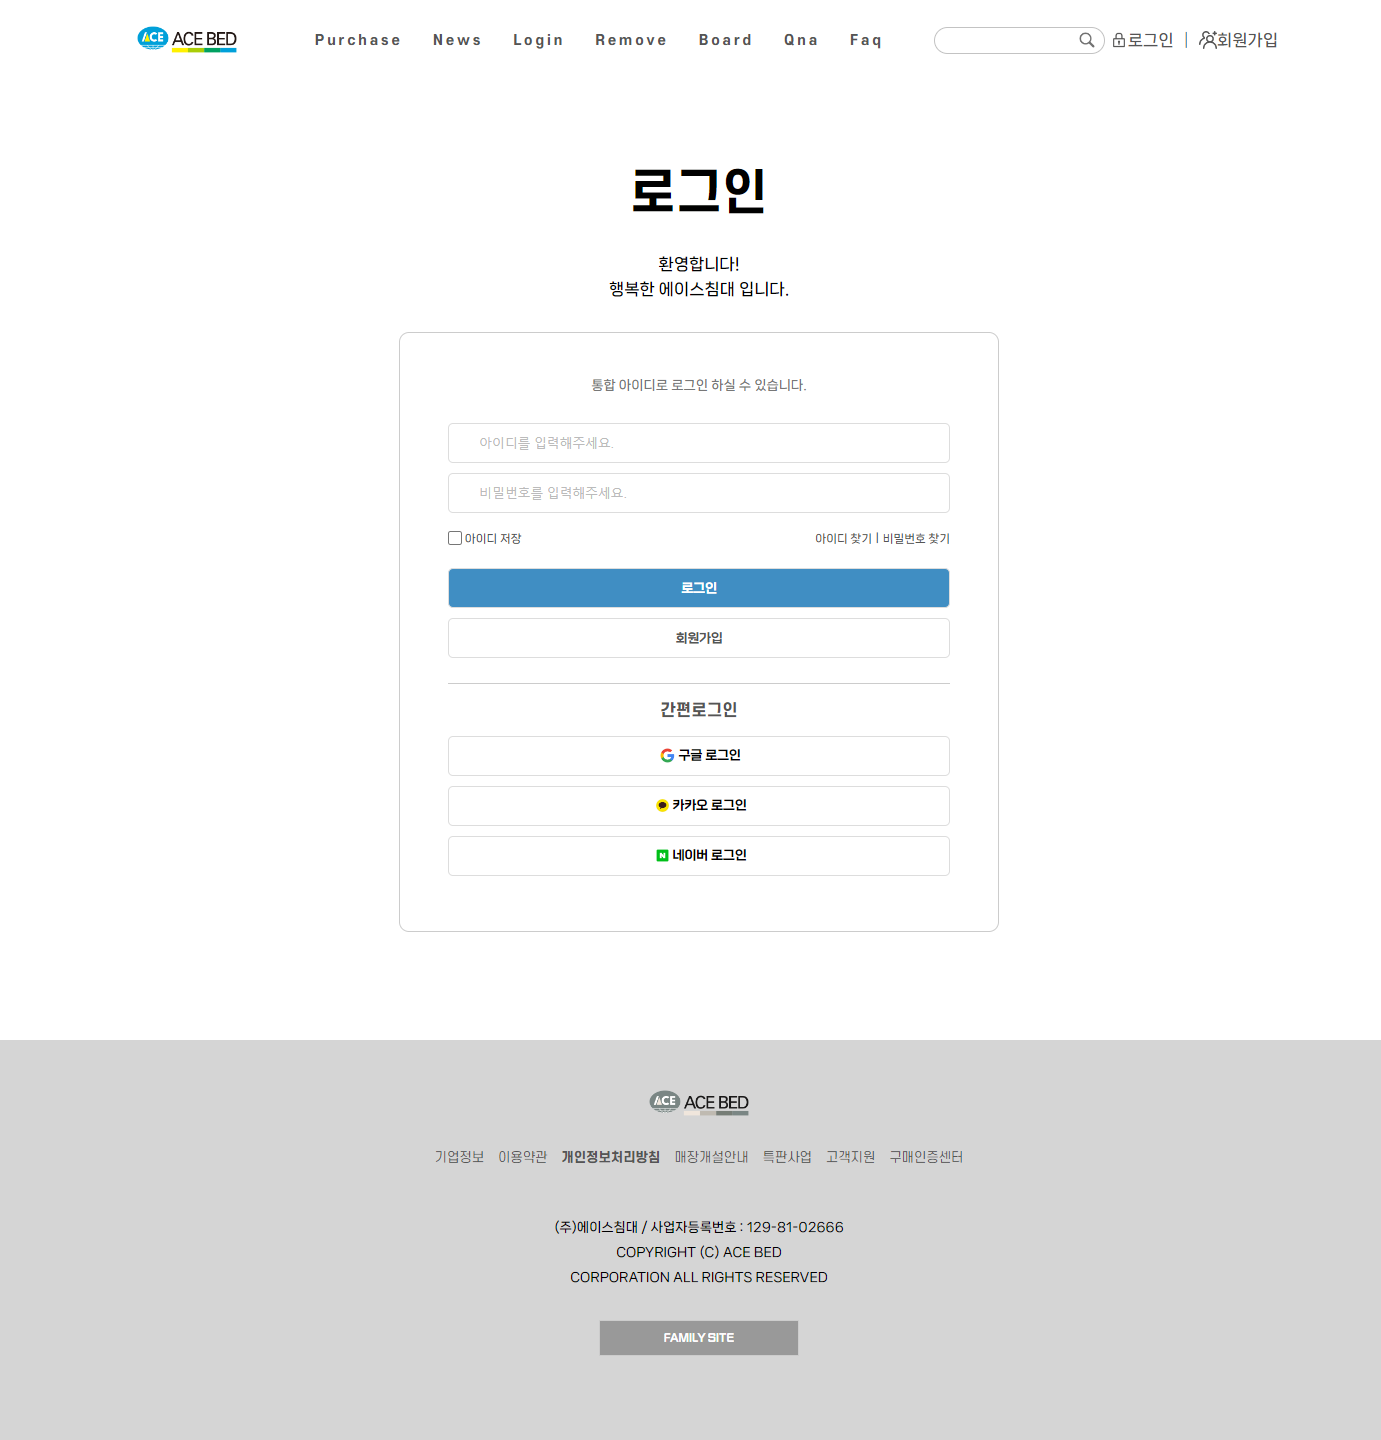 ACE ACE BED Purchase News Login Remove Board Qna Faq 로그인 | 회원가입
로그인
환영합니다!
행복한 에이스침대 입니다.
통합 아이디로 로그인 하실 수 있습니다.
아이디를 입력해주세요.
비밀번호를 입력해주세요.
아이디 저장 아이디 찾기 | 비밀번호 찾기
로그인
회원가입
간편로그인
구글 로그인
카카오 로그인
N 네이버 로그인
ACE ACE BED
기업정보 이용약관 개인정보처리방침 매장개설안내 특판사업 고객지원 구매인증센터
(주)에이스침대 / 사업자등록번호 : 129-81-02666
COPYRIGHT (C) ACE BED
CORPORATION ALL RIGHTS RESERVED
FAMILY SITE